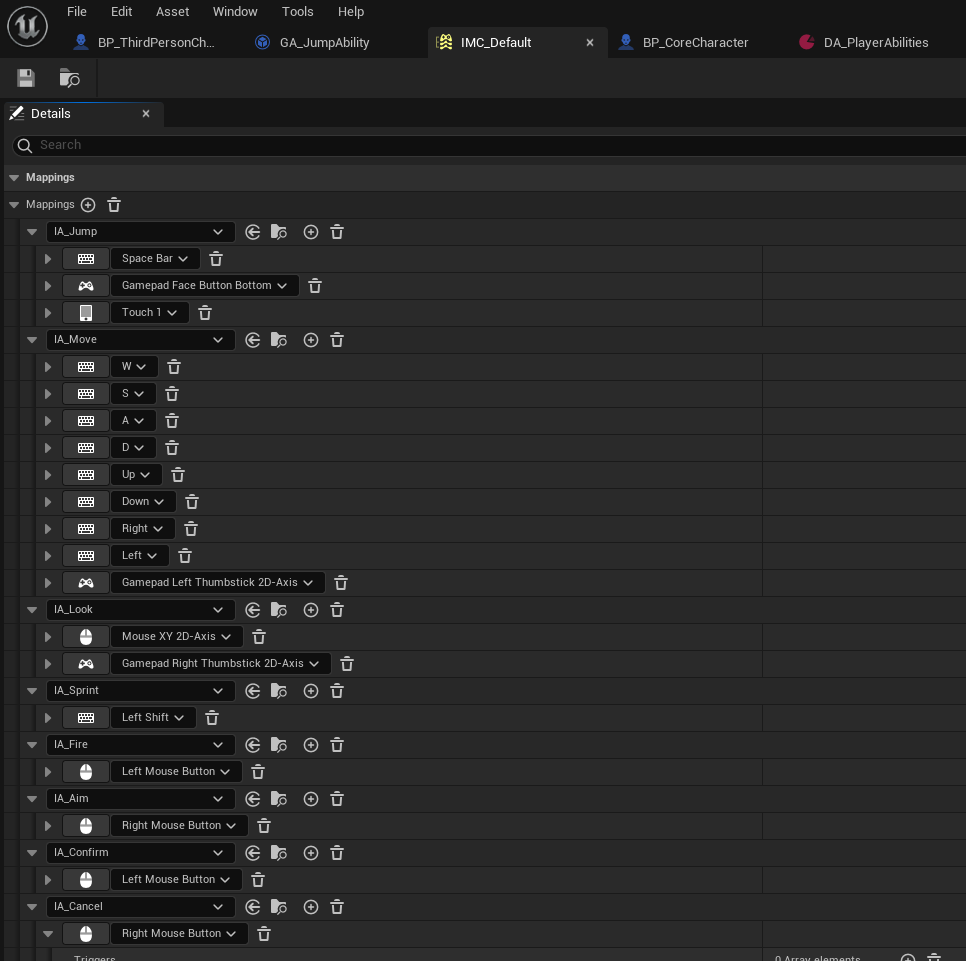 File Edit Asset Window Tools Help
BP_ThirdPersonCh... GA_JumpAbility IMC_Default BP_CoreCharacter DA_PlayerAbilities
Details
Search
Mappings
Mappings
IA_Jump
Space Bar
Gamepad Face Button Bottom
Touch 1
IA_Move
W
S
A
D
Up
Down
Right
Left
Gamepad Left Thumbstick 2D-Axis
IA_Look
Mouse XY 2D-Axis
Gamepad Right Thumbstick 2D-Axis
IA_Sprint
Left Shift
IA_Fire
Left Mouse Button
IA_Aim
Right Mouse Button
IA_Confirm
Left Mouse Button
IA_Cancel
Right Mouse Button
Triggers 0 Array elements